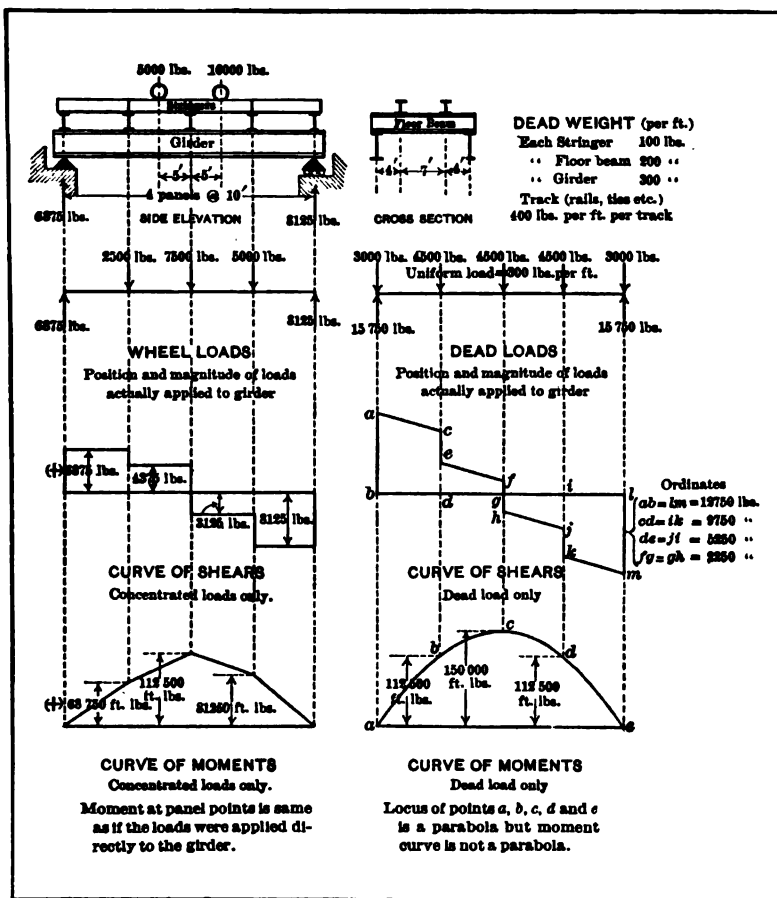 5000 lbs. 10000 lbs.
Stringers
Girder
5' 5'
4 panels @ 10'
6875 lbs. SIDE ELEVATION 8125 lbs.
Floor Beam
4' 7' 4'
CROSS SECTION
DEAD WEIGHT (per ft.)
Each Stringer 100 lbs.
“ Floor beam 200 “
“ Girder 300 “
Track (rails, ties etc.)
400 lbs. per ft. per track
2500 lbs. 7500 lbs. 5000 lbs.
6875 lbs. 8125 lbs.
WHEEL LOADS
Position and magnitude of loads
actually applied to girder
3000 lbs. 4500 lbs. 4500 lbs. 4500 lbs. 3000 lbs.
Uniform load=300 lbs.per ft.
15 750 lbs. 15 750 lbs.
DEAD LOADS
Position and magnitude of loads
actually applied to girder
(+) 6875 lbs. 4375 lbs.
3125 lbs. 8125 lbs.
CURVE OF SHEARS
Concentrated loads only.
a
c
e
f
b d g i l
h
j
k
m
Ordinates
ab=lm=12750 lbs.
cd=ik= 9750 “
de=ji= 5250 “
fg=gh= 2250 “
CURVE OF SHEARS
Dead load only
(+) 68 750 ft. lbs.
112 500
ft. lbs.
81250 ft. lbs.
CURVE OF MOMENTS
Concentrated loads only.
Moment at panel points is same
as if the loads were applied di-
rectly to the girder.
c
b d
112 500
ft. lbs.
150 000
ft. lbs.
112 500
ft. lbs.
a e
CURVE OF MOMENTS
Dead load only
Locus of points a, b, c, d and e
is a parabola but moment
curve is not a parabola.